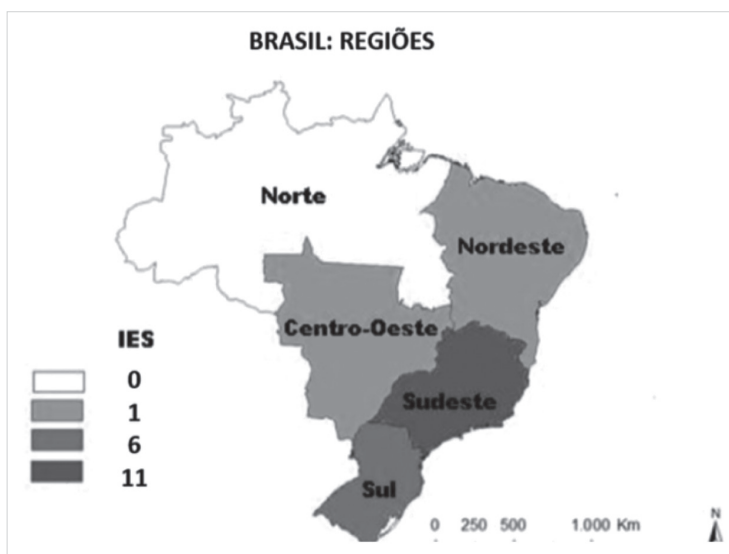 BRASIL: REGIÕES
Norte
Nordeste
Centro-Oeste
Sudeste
Sul
IES
0
1
6
11
0 250 500 1.000 Km
N